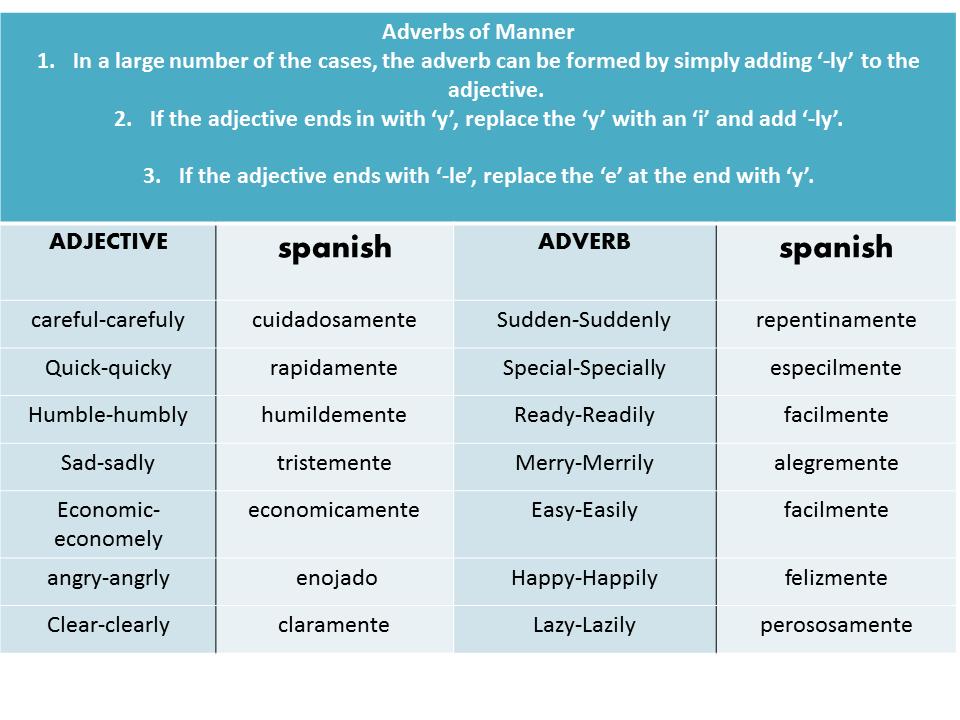 Adverbs of Manner
1. In a large number of the cases, the adverb can be formed by simply adding ‘-ly’ to the
adjective.
2. If the adjective ends in with ‘y’, replace the ‘y’ with an ‘i’ and add ‘-ly’.
3. If the adjective ends with ‘-le’, replace the ‘e’ at the end with ‘y’.
ADJECTIVE spanish ADVERB spanish
careful-carefuly cuidadosamente Sudden-Suddenly repentinamente
Quick-quicky rapidamente Special-Specially especilmente
Humble-humbly humildemente Ready-Readily facilmente
Sad-sadly tristemente Merry-Merrily alegremente
Economic- economicamente Easy-Easily facilmente
economely
angry-angrly enojado Happy-Happily felizmente
Clear-clearly claramente Lazy-Lazily perososamente